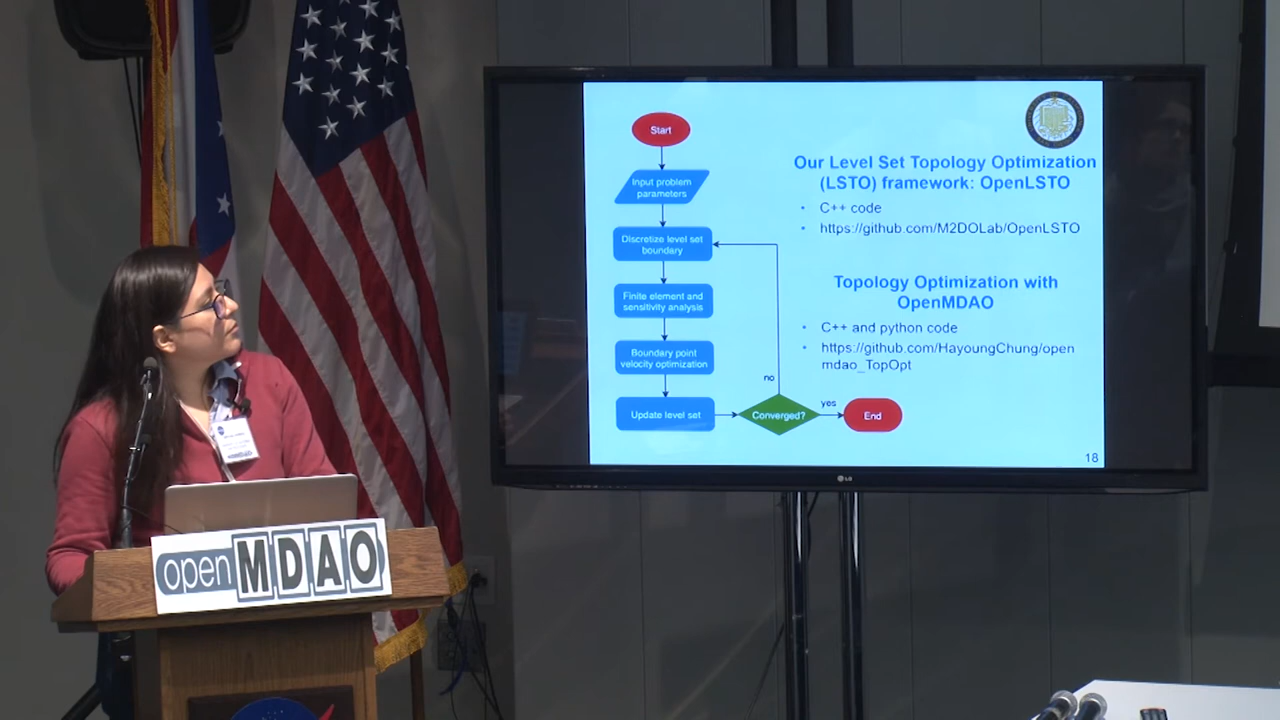 Start
Input problem
parameters
Discretize level set
boundary
Finite element and
sensitivity analysis
Boundary point
velocity optimization
Update level set
Converged?
no
yes
End
Our Level Set Topology Optimization
(LSTO) framework: OpenLSTO
• C++ code
• https://github.com/M2DOLab/OpenLSTO
Topology Optimization with
OpenMDAO
• C++ and python code
• https://github.com/HayoungChung/open
mdao_TopOpt
18
LG
openMDAO